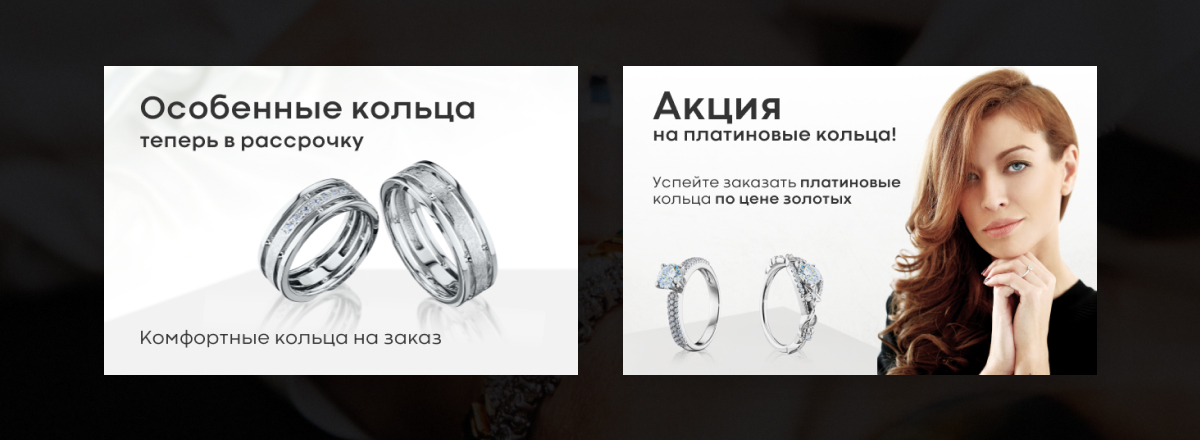 Особенные кольца
теперь в рассрочку
Комфортные кольца на заказ
Акция
на платиновые кольца!
Успейте заказать платиновые
кольца по цене золотых